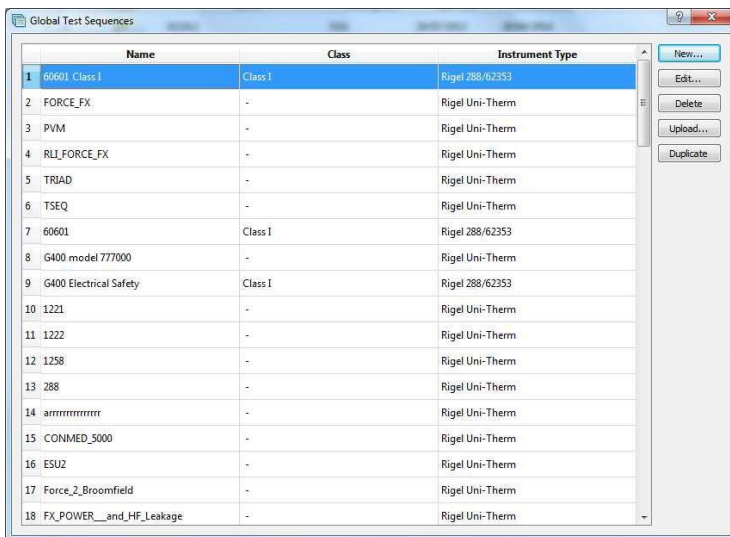 Global Test Sequences
Name Class Instrument Type
New...
Edit...
Delete
Upload...
Duplicate
1 60601 Class I Class I Rigel 288/62353
2 FORCE_FX - Rigel Uni-Therm
3 PVM - Rigel Uni-Therm
4 RLI_FORCE_FX - Rigel Uni-Therm
5 TRIAD - Rigel Uni-Therm
6 TSEQ - Rigel Uni-Therm
7 60601 Class I Rigel 288/62353
8 G400 model 777000 - Rigel Uni-Therm
9 G400 Electrical Safety Class I Rigel 288/62353
10 1221 - Rigel Uni-Therm
11 1222 - Rigel Uni-Therm
12 1258 - Rigel Uni-Therm
13 288 - Rigel Uni-Therm
14 arrrrrrrrrrrrrr - Rigel Uni-Therm
15 CONMED_5000 - Rigel Uni-Therm
16 ESU2 - Rigel Uni-Therm
17 Force_2_Broomfield - Rigel Uni-Therm
18 FX_POWER__and_HF_Leakage - Rigel Uni-Therm